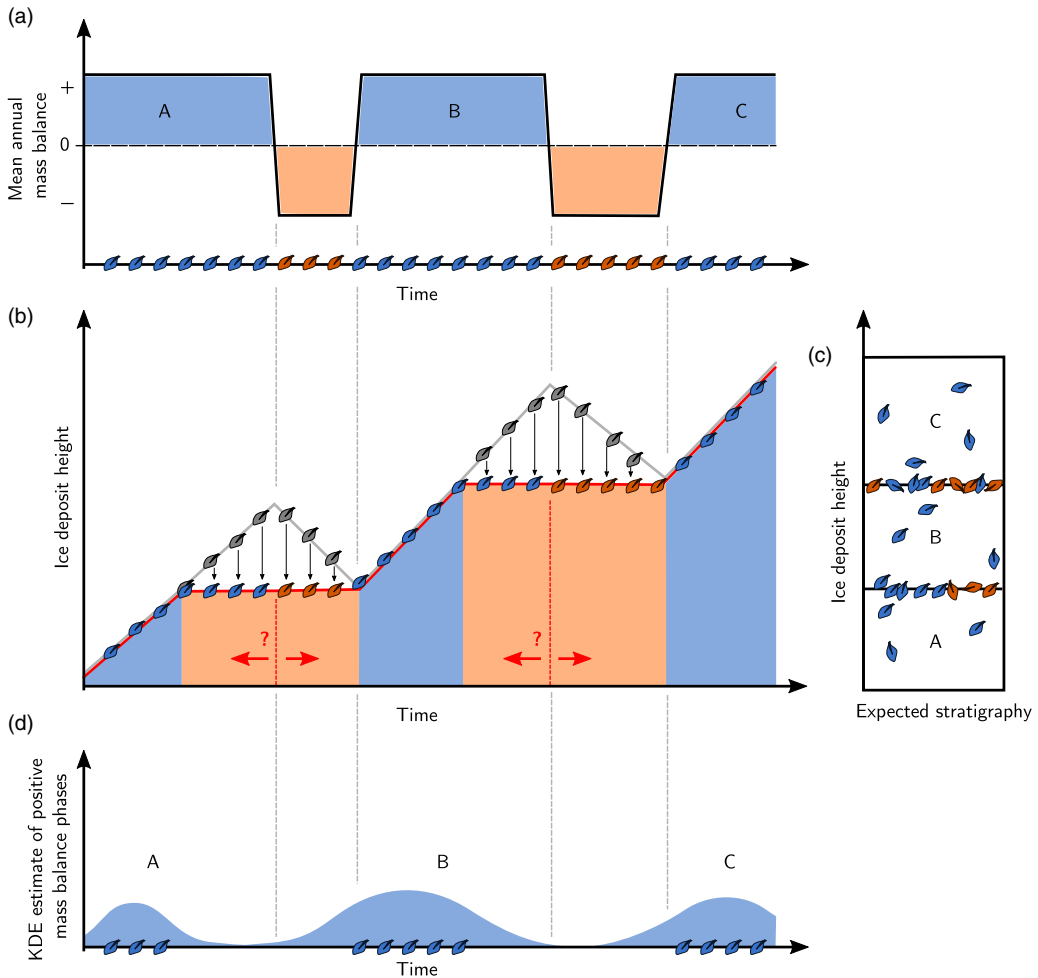 (a)
Mean annual
mass balance
+
0
−
A
B
C
Time
(b)
Ice deposit height
?
?
Time
(c)
Ice deposit height
C
B
A
Expected stratigraphy
(d)
KDE estimate of positive
mass balance phases
A
B
C
Time